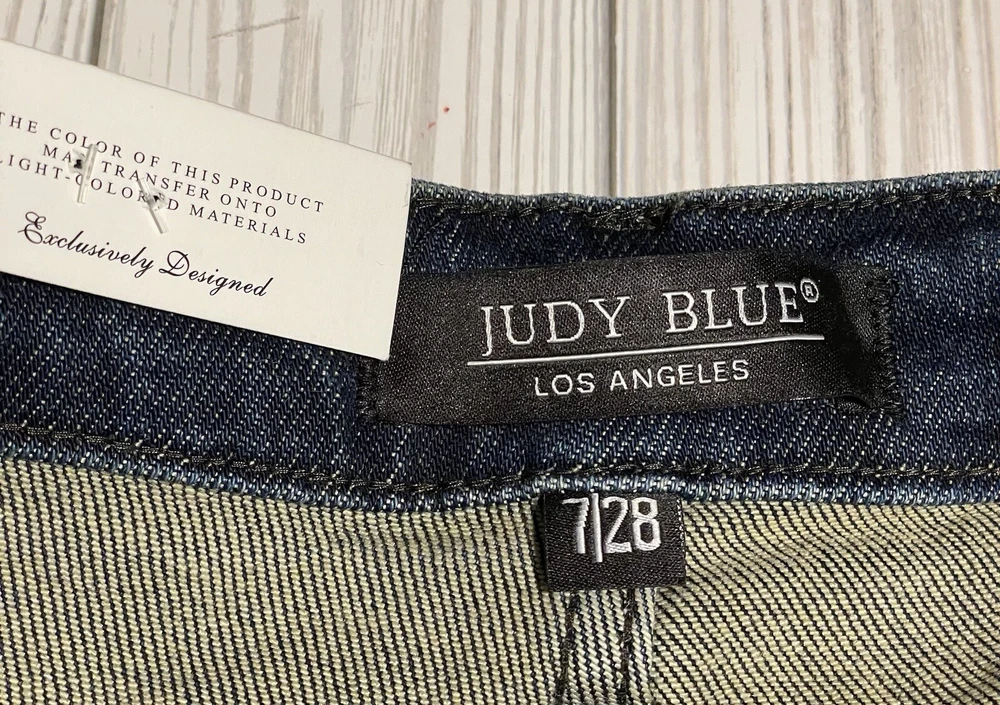 THE COLOR OF THIS PRODUCT
MAY TRANSFER ONTO
LIGHT-COLORED MATERIALS
Exclusively Designed
JUDY BLUE®
LOS ANGELES
7|28